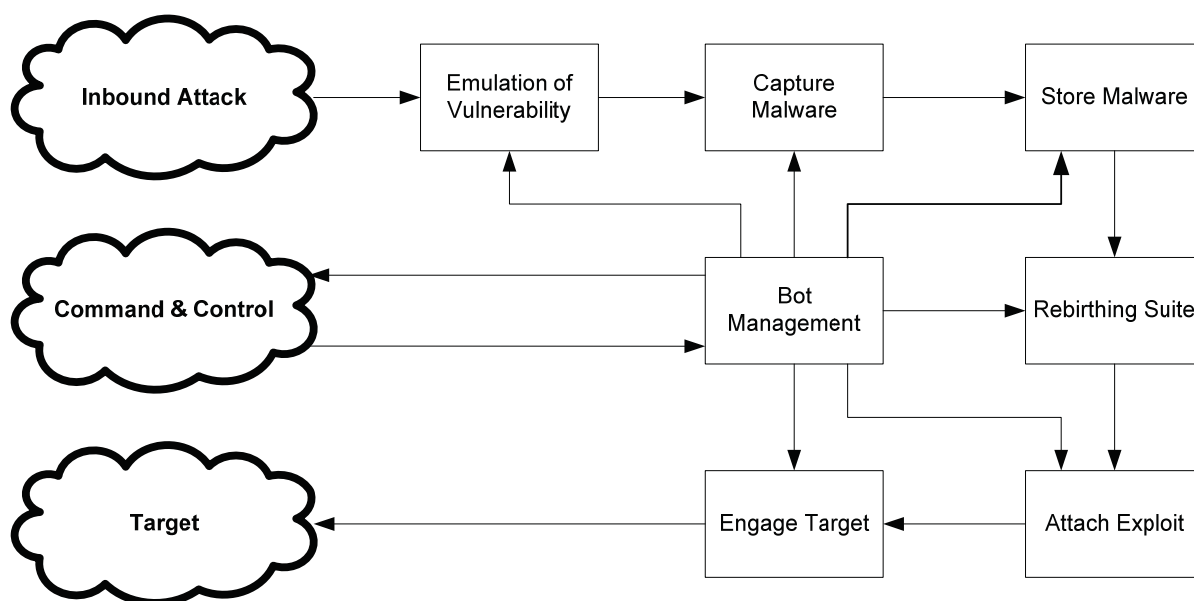 Inbound Attack
Emulation of
Vulnerability
Capture
Malware
Store Malware
Command & Control
Bot
Management
Rebirthing Suite
Target
Engage Target
Attach Exploit